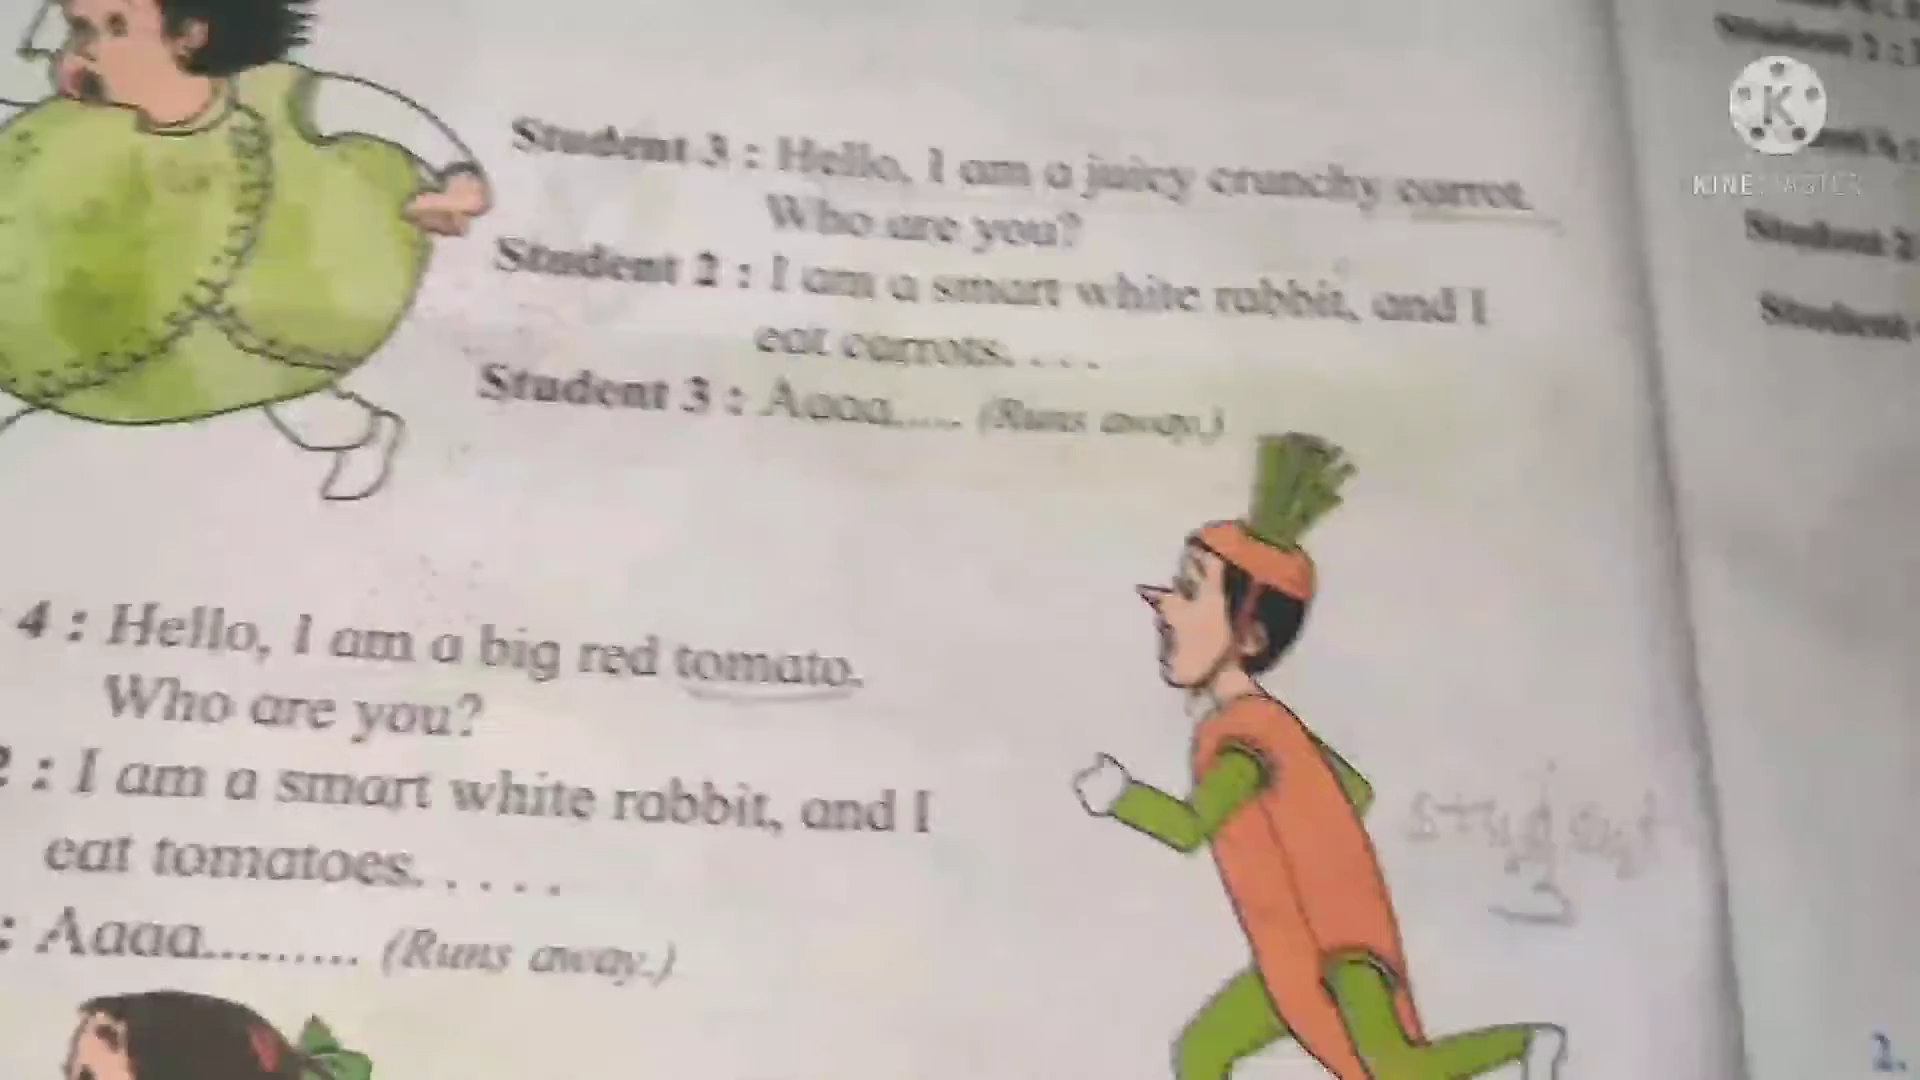 Student 3 : Hello, I am a juicy crunchy carrot.
Who are you?
Student 2 : I am a smart white rabbit, and I
eat carrots. . . .
Student 3 : Aaaa..... (Runs away.)
4 : Hello, I am a big red tomato.
Who are you?
2 : I am a smart white rabbit, and I
eat tomatoes. . . . .
: Aaaa......... (Runs away.)
student
Student 2 :
Student 2
Student
2.
K
KINEMASTER